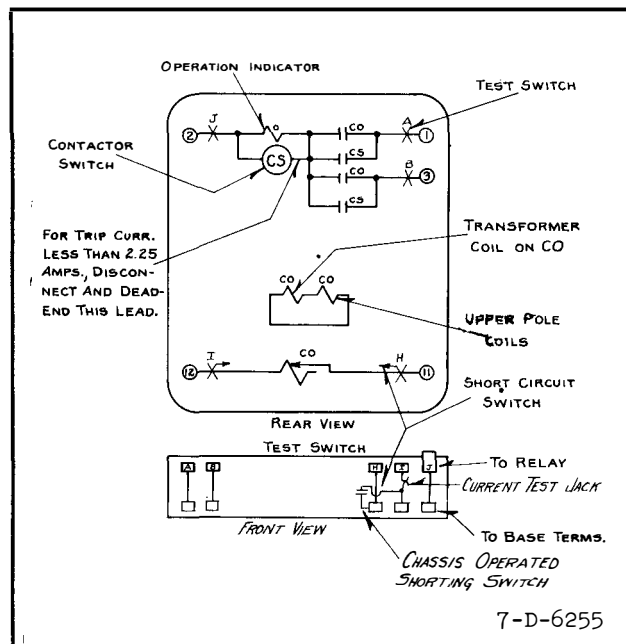 OPERATION INDICATOR
TEST SWITCH
CONTACTOR
SWITCH
J
2
O
CO
A
1
CS
CS
CO
B
3
CS
FOR TRIP CURR.
LESS THAN 2.25
AMPS., DISCON-
NECT AND DEAD-
END THIS LEAD.
TRANSFORMER
COIL ON CO
CO CO
UPPER POLE
COILS
12
I
CO
H
11
SHORT CIRCUIT
SWITCH
REAR VIEW
TEST SWITCH
A B H I J
TO RELAY
CURRENT TEST JACK
FRONT VIEW
TO BASE TERMS.
CHASSIS OPERATED
SHORTING SWITCH
7-D-6255